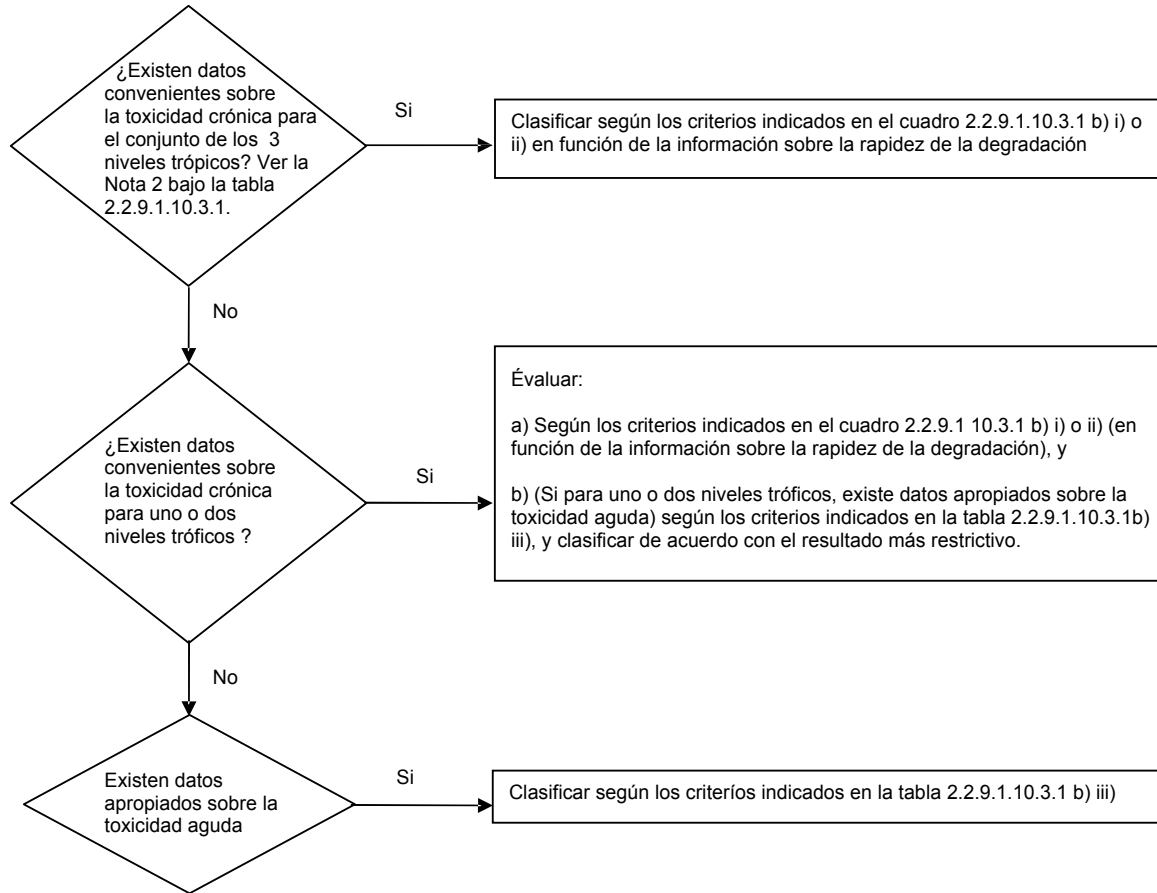 ¿Existen datos
convenientes sobre
la toxicidad crónica para
el conjunto de los 3
niveles trópicos? Ver la
Nota 2 bajo la tabla
2.2.9.1.10.3.1.
Si
Clasificar según los criterios indicados en el cuadro 2.2.9.1.10.3.1 b) i) o
ii) en función de la información sobre la rapidez de la degradación
No
¿Existen datos
convenientes sobre
la toxicidad crónica
para uno o dos
niveles tróficos ?
Si
Évaluar:
a) Según los criterios indicados en el cuadro 2.2.9.1 10.3.1 b) i) o ii) (en
función de la información sobre la rapidez de la degradación), y
b) (Si para uno o dos niveles tróficos, existe datos apropiados sobre la
toxicidad aguda) según los criterios indicados en la tabla 2.2.9.1.10.3.1b)
iii), y clasificar de acuerdo con el resultado más restrictivo.
No
Existen datos
apropiados sobre la
toxicidad aguda
Si
Clasificar según los criteríos indicados en la tabla 2.2.9.1.10.3.1 b) iii)